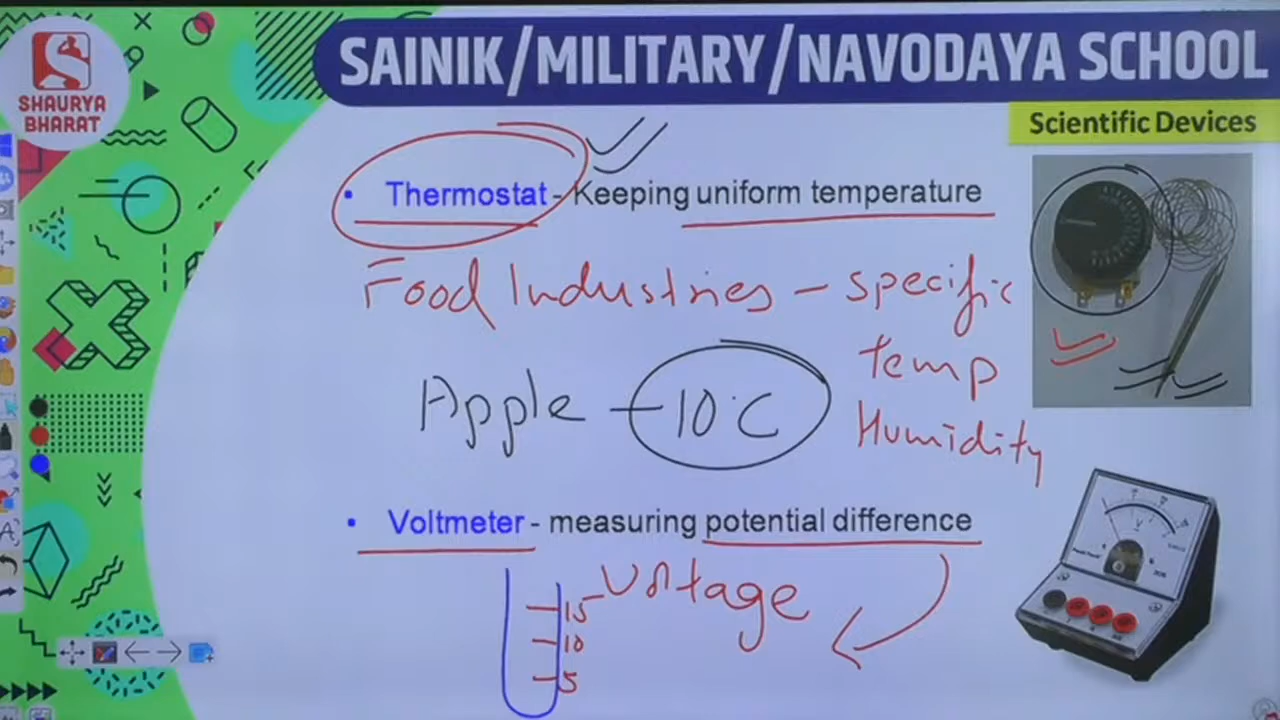 SAINIK/MILITARY/NAVODAYA SCHOOL
SHAURYA
BHARAT
Scientific Devices
• Thermostat - Keeping uniform temperature
Food Industries - specific
temp
Humidity
Apple - 10°C
• Voltmeter - measuring potential difference
Voltage
15
10
5